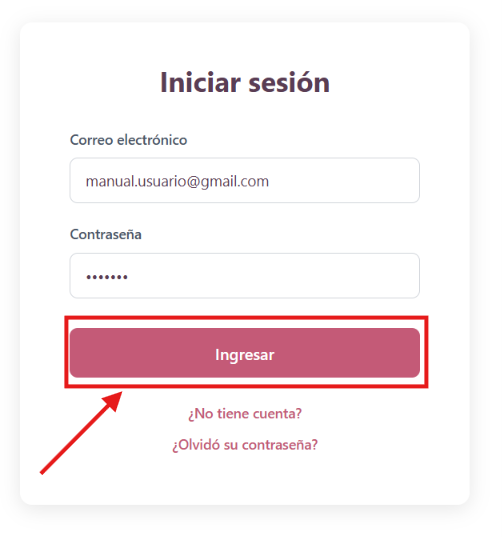 Iniciar sesión
Correo electrónico
manual.usuario@gmail.com
Contraseña
•••••••
Ingresar
¿No tiene cuenta?
¿Olvidó su contraseña?